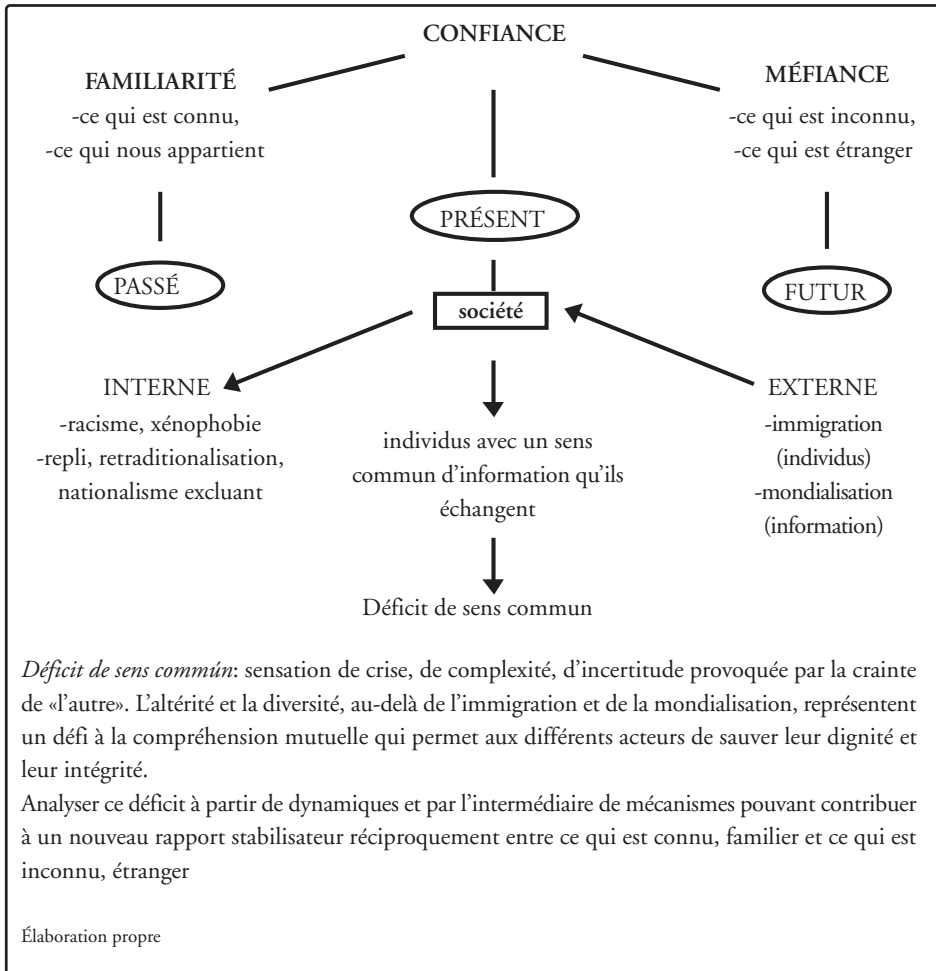 CONFIANCE
FAMILIARITÉ
-ce qui est connu,
-ce qui nous appartient
MÉFIANCE
-ce qui est inconnu,
-ce qui est étranger
PRÉSENT
PASSÉ
FUTUR
société
INTERNE
-racisme, xénophobie
-repli, retraditionalisation,
nationalisme excluant
individus avec un sens
commun d’information qu’ils
échangent
EXTERNE
-immigration
(individus)
-mondialisation
(information)
Déficit de sens commun
Déficit de sens commún: sensation de crise, de complexité, d’incertitude provoquée par la crainte
de «l’autre». L’altérité et la diversité, au-delà de l’immigration et de la mondialisation, représentent
un défi à la compréhension mutuelle qui permet aux différents acteurs de sauver leur dignité et
leur intégrité.
Analyser ce déficit à partir de dynamiques et par l’intermédiaire de mécanismes pouvant contribuer
à un nouveau rapport stabilisateur réciproquement entre ce qui est connu, familier et ce qui est
inconnu, étranger
Élaboration propre